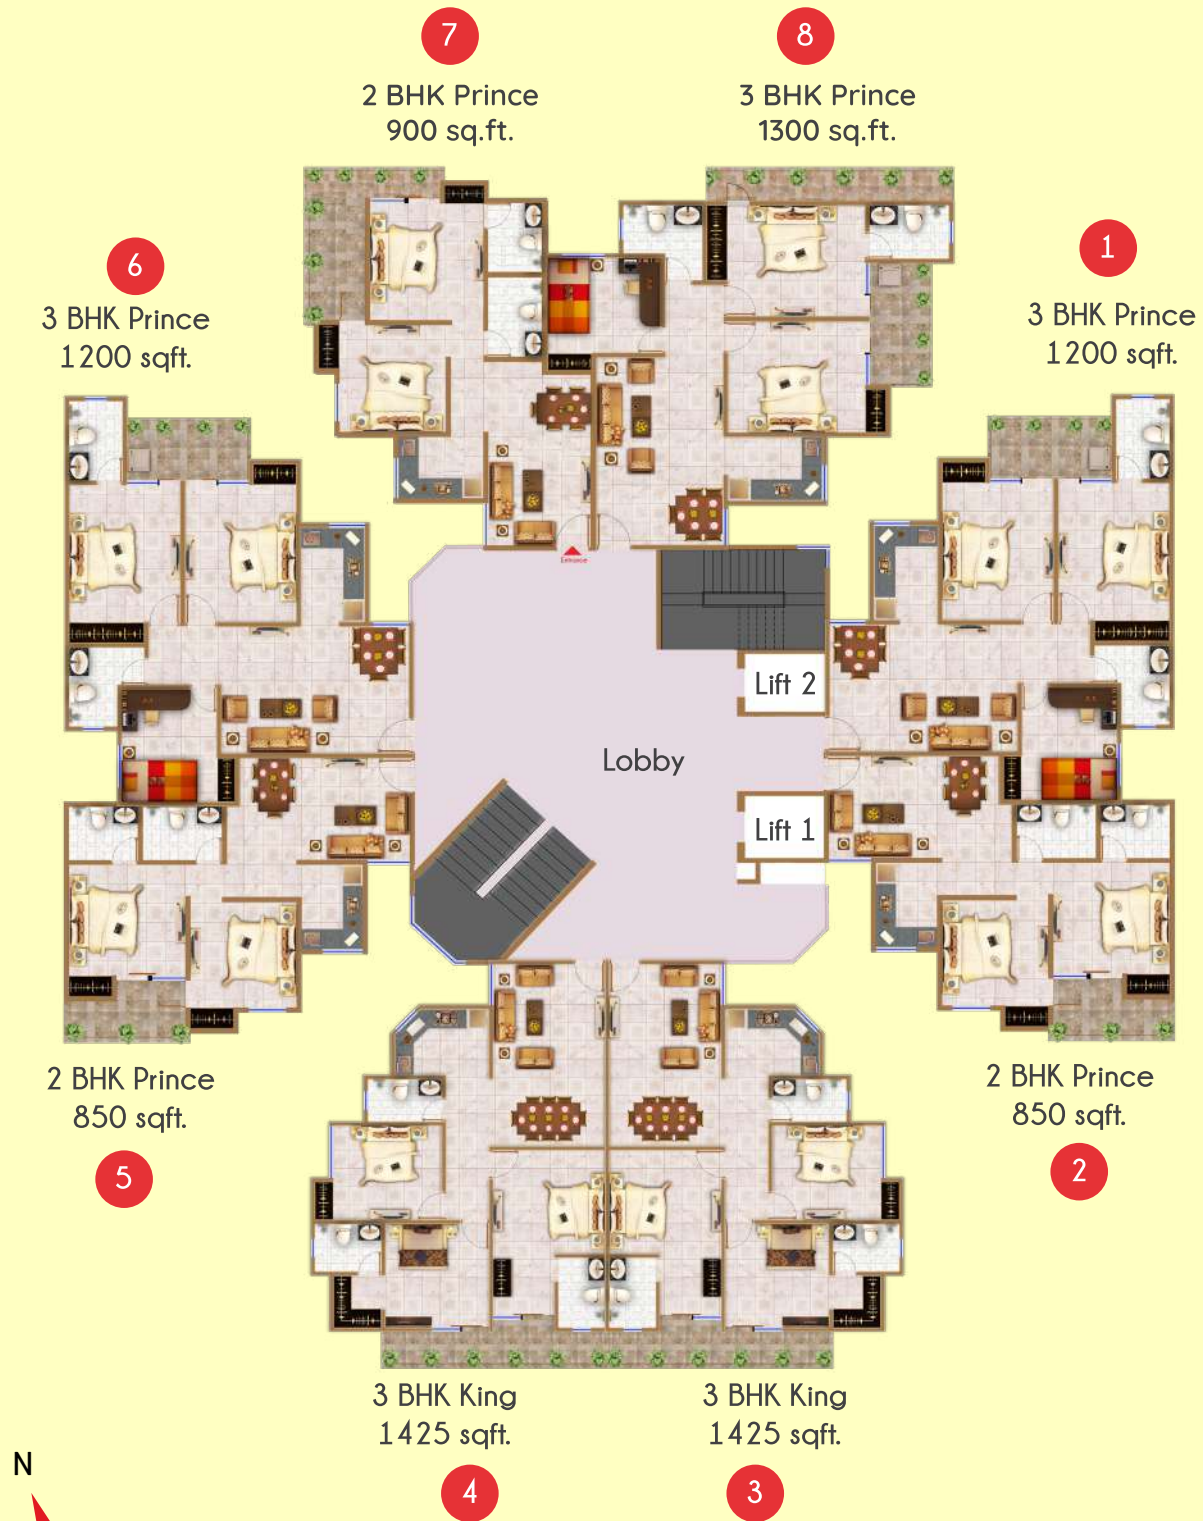 7
2 BHK Prince
900 sq.ft.
8
3 BHK Prince
1300 sq.ft.
6
3 BHK Prince
1200 sqft.
1
3 BHK Prince
1200 sqft.
Entrance
Lift 2
Lobby
Lift 1
2 BHK Prince
850 sqft.
5
2 BHK Prince
850 sqft.
2
3 BHK King
1425 sqft.
4
3 BHK King
1425 sqft.
3
N